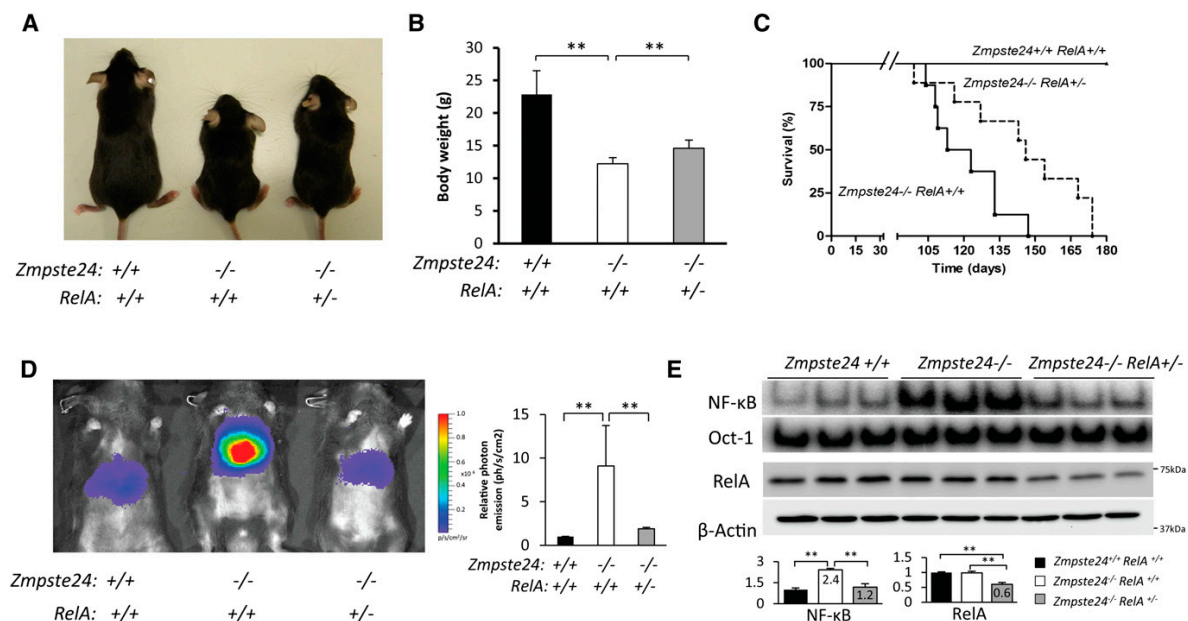 A
Zmpste24: +/+ -/- -/-
RelA: +/+ +/+ +/-
B
** **
Body weight (g)
30
25
20
15
10
5
0
Zmpste24: +/+ -/- -/-
RelA: +/+ +/+ +/-
C
Zmpste24+/+ RelA+/+
Zmpste24-/- RelA+/-
Zmpste24-/- RelA+/+
Survival (%)
100
75
50
25
0
0 15 30 105 120 135 150 165 180
Time (days)
D
1.0
0.8
0.6
x10⁻⁶
0.4
0.2
p/s/cm²/sr
Zmpste24: +/+ -/- -/-
RelA: +/+ +/+ +/-
** **
Relative photon
emission (ph/s/cm2)
15
10
5
0
Zmpste24: +/+ -/- -/-
RelA: +/+ +/+ +/-
E
Zmpste24 +/+ Zmpste24-/- Zmpste24-/- RelA+/-
NF-κB
Oct-1
RelA
75kDa
β-Actin
37kDa
** **
3
1.5
0
2.4
1.2
NF-κB
**
**
1.5
1
0.5
0
0.6
RelA
Zmpste24+/+ RelA +/+
Zmpste24-/- RelA +/+
Zmpste24-/- RelA +/-